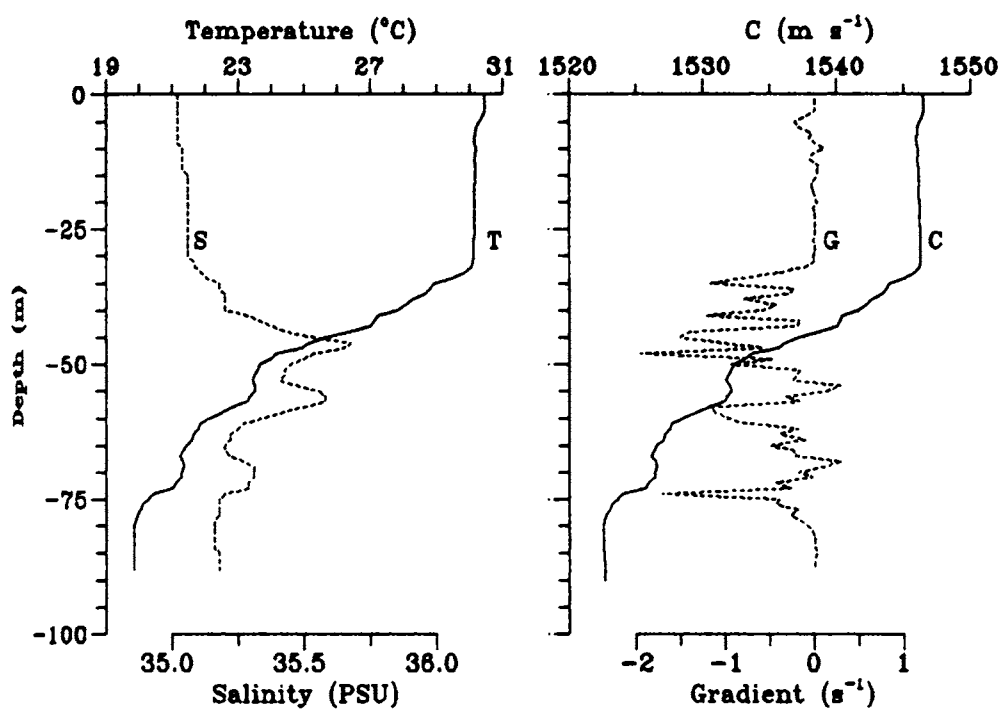 Temperature (°C)
C (m s⁻¹)
19 23 27 31
1520 1530 1540 1550
0
-25
-50
-75
-100
Depth (m)
S
T
G
C
35.0 35.5 36.0
-2 -1 0 1
Salinity (PSU)
Gradient (s⁻¹)